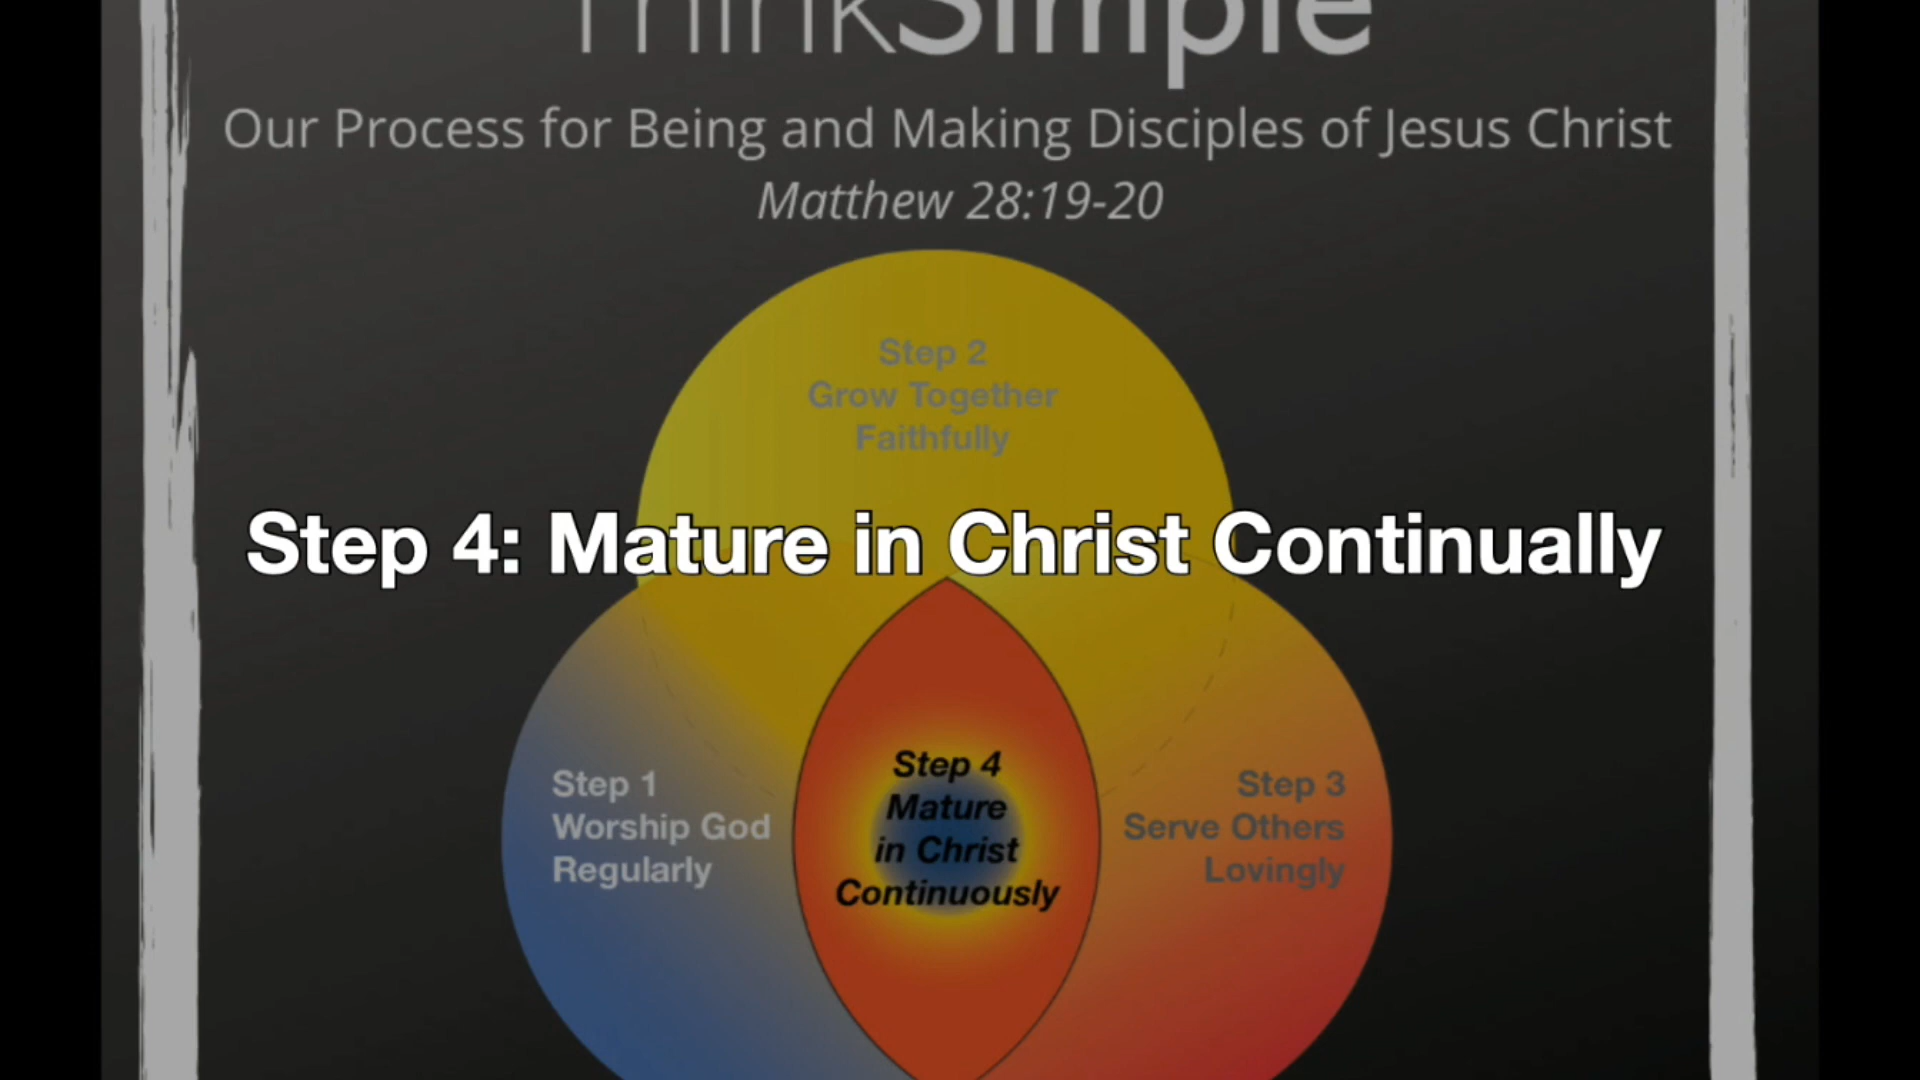 ThinkSimple
Our Process for Being and Making Disciples of Jesus Christ
Matthew 28:19-20
Step 2
Grow Together
Faithfully
Step 4: Mature in Christ Continually
Step 1
Worship God
Regularly
Step 4
Mature
in Christ
Continuously
Step 3
Serve Others
Lovingly